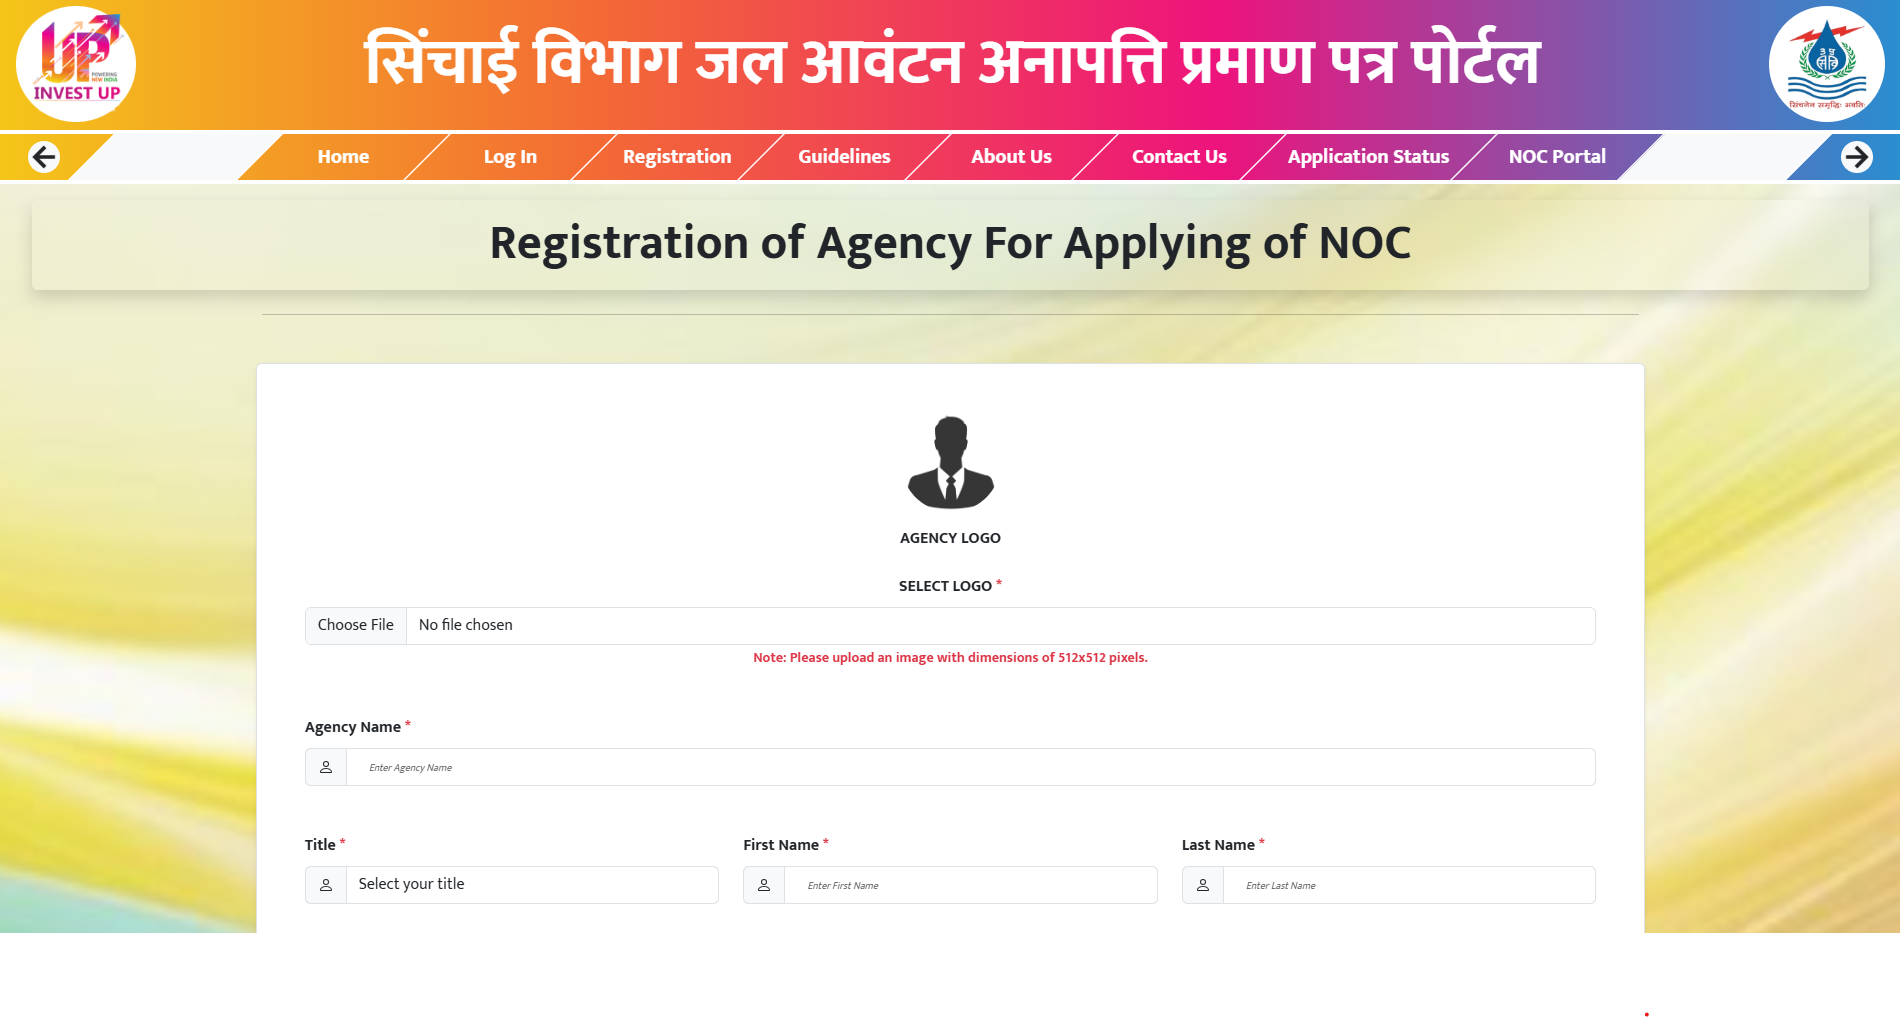 सिंचाई विभाग जल आवंटन अनापत्ति प्रमाण पत्र पोर्टल
UP
POWERING
NEW INDIA
INVEST UP
सिंचनेन समृद्धिः भवति
Home
Log In
Registration
Guidelines
About Us
Contact Us
Application Status
NOC Portal
Registration of Agency For Applying of NOC
AGENCY LOGO
SELECT LOGO *
Choose File No file chosen
Note: Please upload an image with dimensions of 512x512 pixels.
Agency Name *
Enter Agency Name
Title * First Name * Last Name *
Select your title Enter First Name Enter Last Name